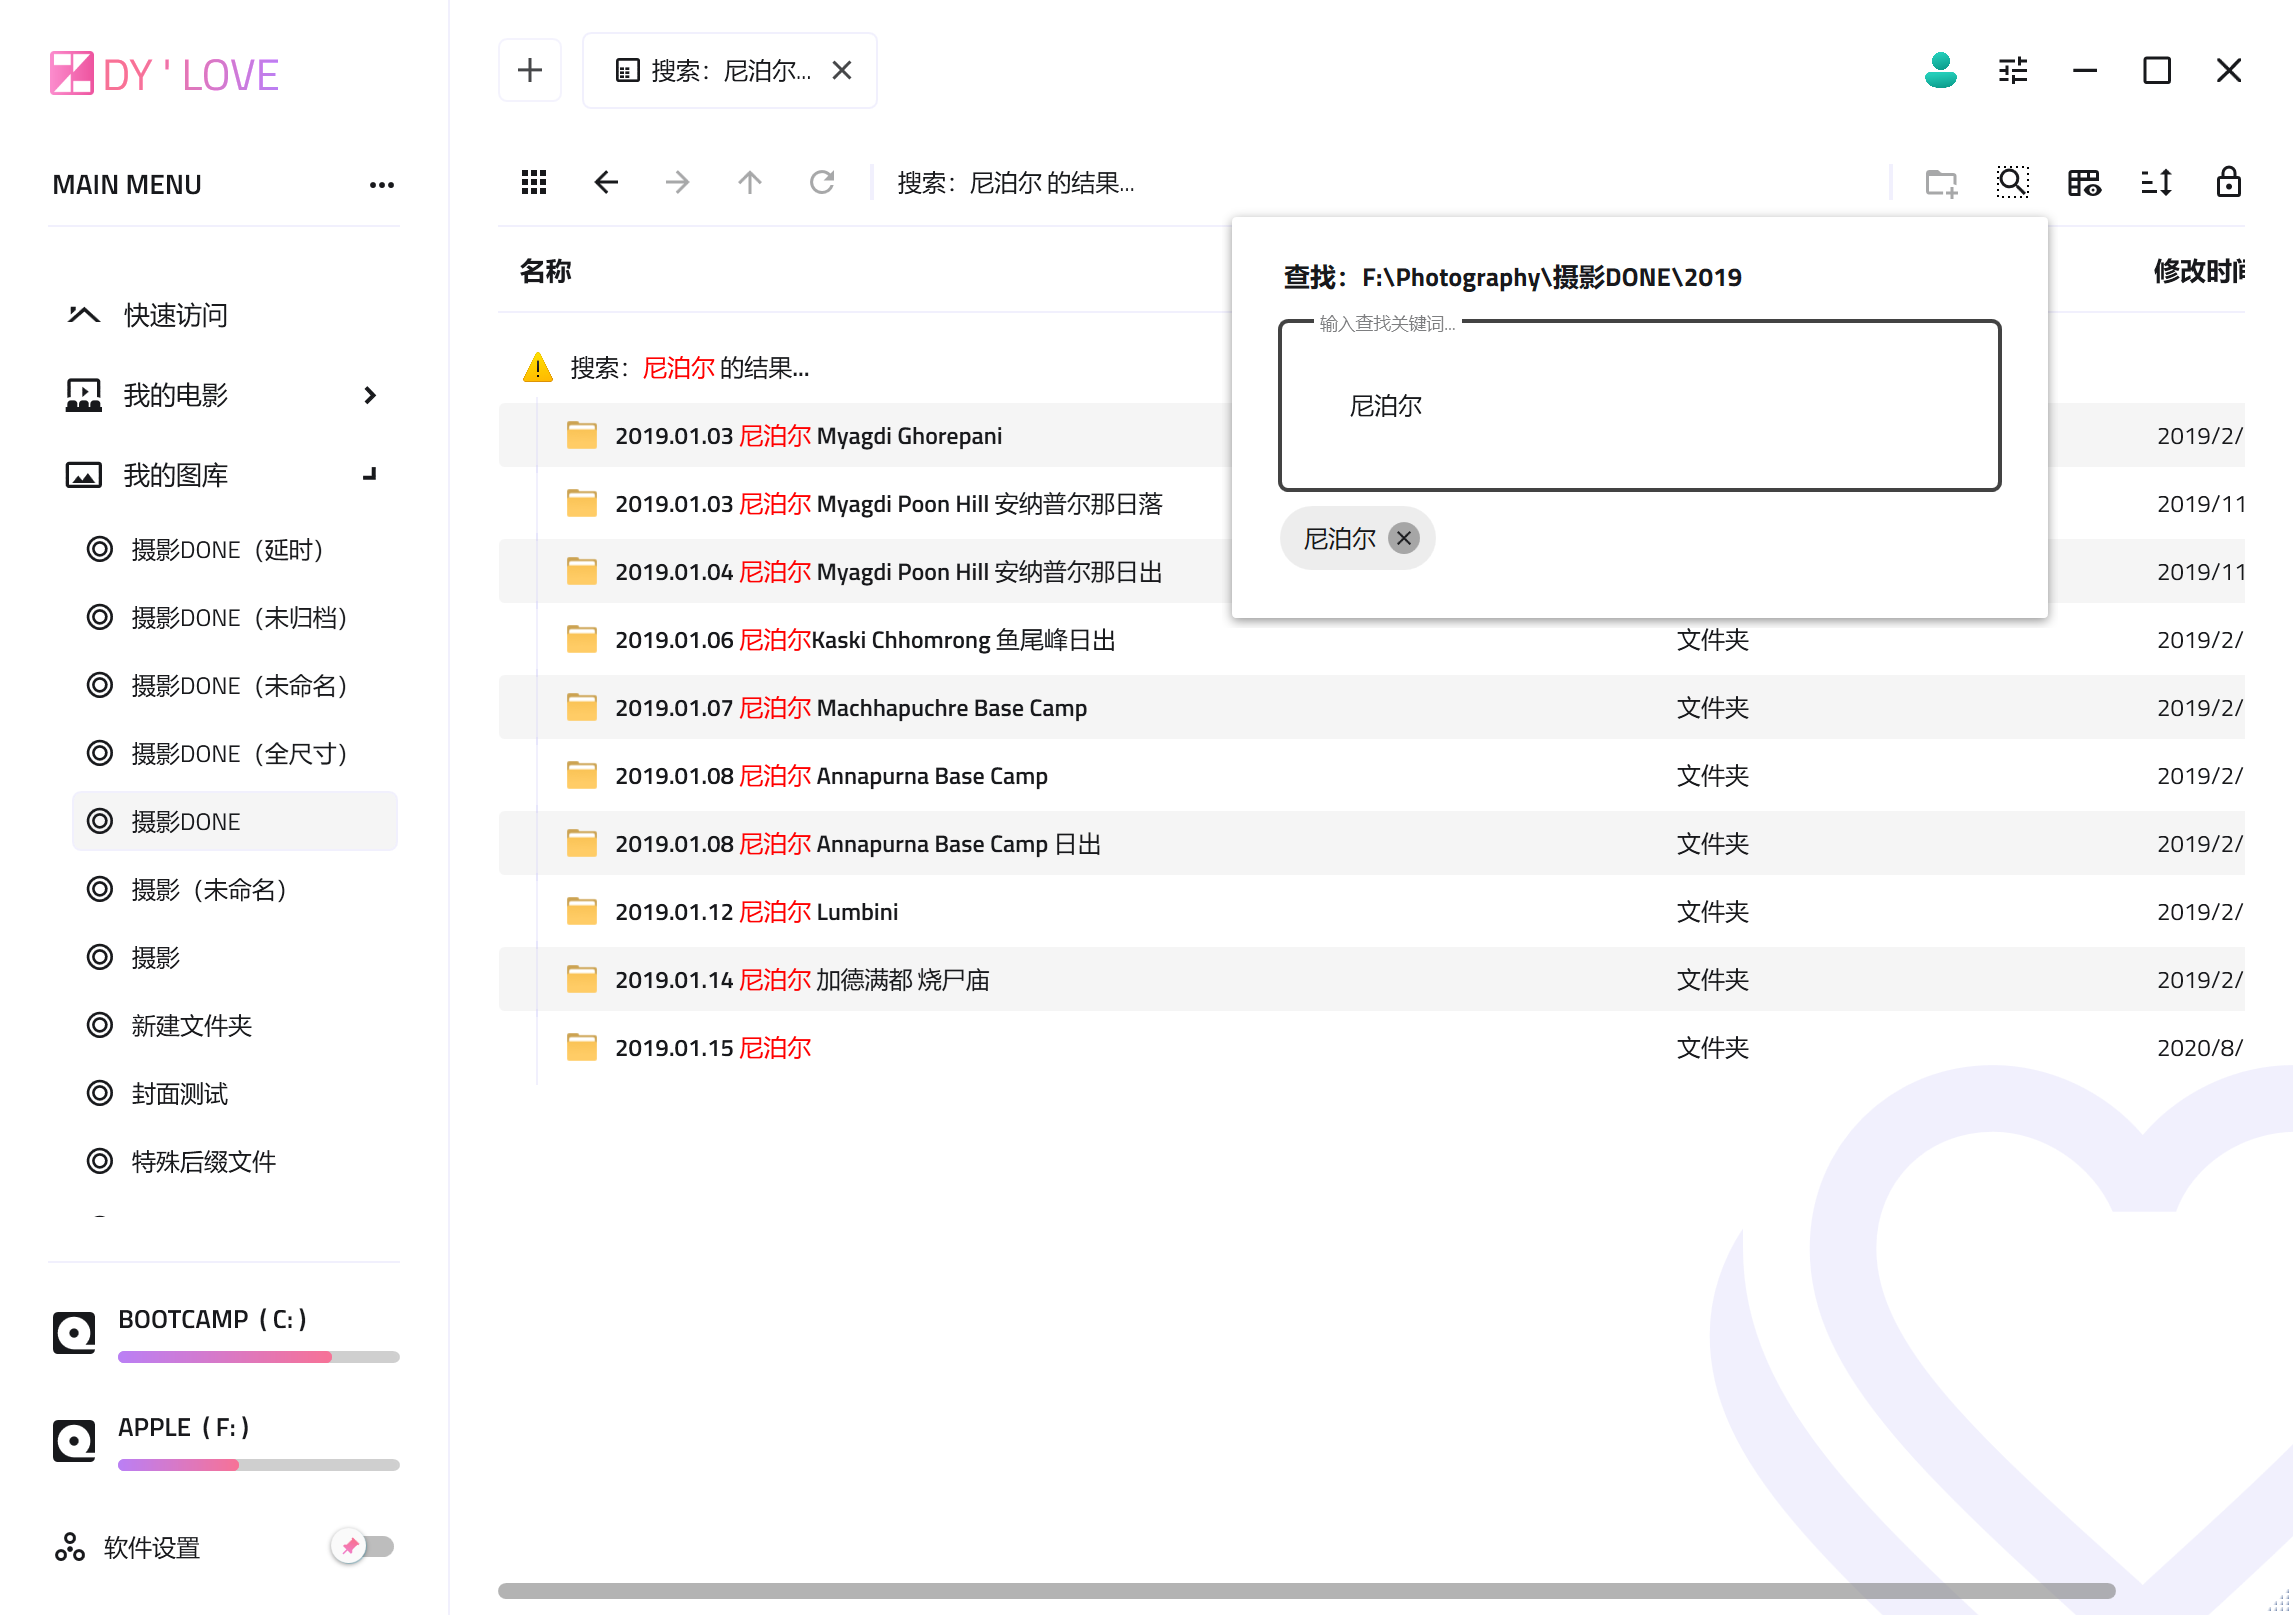 DY ' LOVE
搜索：尼泊尔...
MAIN MENU
搜索：尼泊尔 的结果...
名称
修改时间
查找：F:\Photography\摄影DONE\2019
输入查找关键词...
尼泊尔
尼泊尔
快速访问
我的电影
我的图库
摄影DONE（延时）
摄影DONE（未归档）
摄影DONE（未命名）
摄影DONE（全尺寸）
摄影DONE
摄影（未命名）
摄影
新建文件夹
封面测试
特殊后缀文件
BOOTCAMP ( C: )
APPLE ( F: )
软件设置
搜索：尼泊尔 的结果...
2019.01.03 尼泊尔 Myagdi Ghorepani 2019/2/
2019.01.03 尼泊尔 Myagdi Poon Hill 安纳普尔那日落 2019/11
2019.01.04 尼泊尔 Myagdi Poon Hill 安纳普尔那日出 2019/11
2019.01.06 尼泊尔Kaski Chhomrong 鱼尾峰日出 文件夹 2019/2/
2019.01.07 尼泊尔 Machhapuchre Base Camp 文件夹 2019/2/
2019.01.08 尼泊尔 Annapurna Base Camp 文件夹 2019/2/
2019.01.08 尼泊尔 Annapurna Base Camp 日出 文件夹 2019/2/
2019.01.12 尼泊尔 Lumbini 文件夹 2019/2/
2019.01.14 尼泊尔 加德满都 烧尸庙 文件夹 2019/2/
2019.01.15 尼泊尔 文件夹 2020/8/